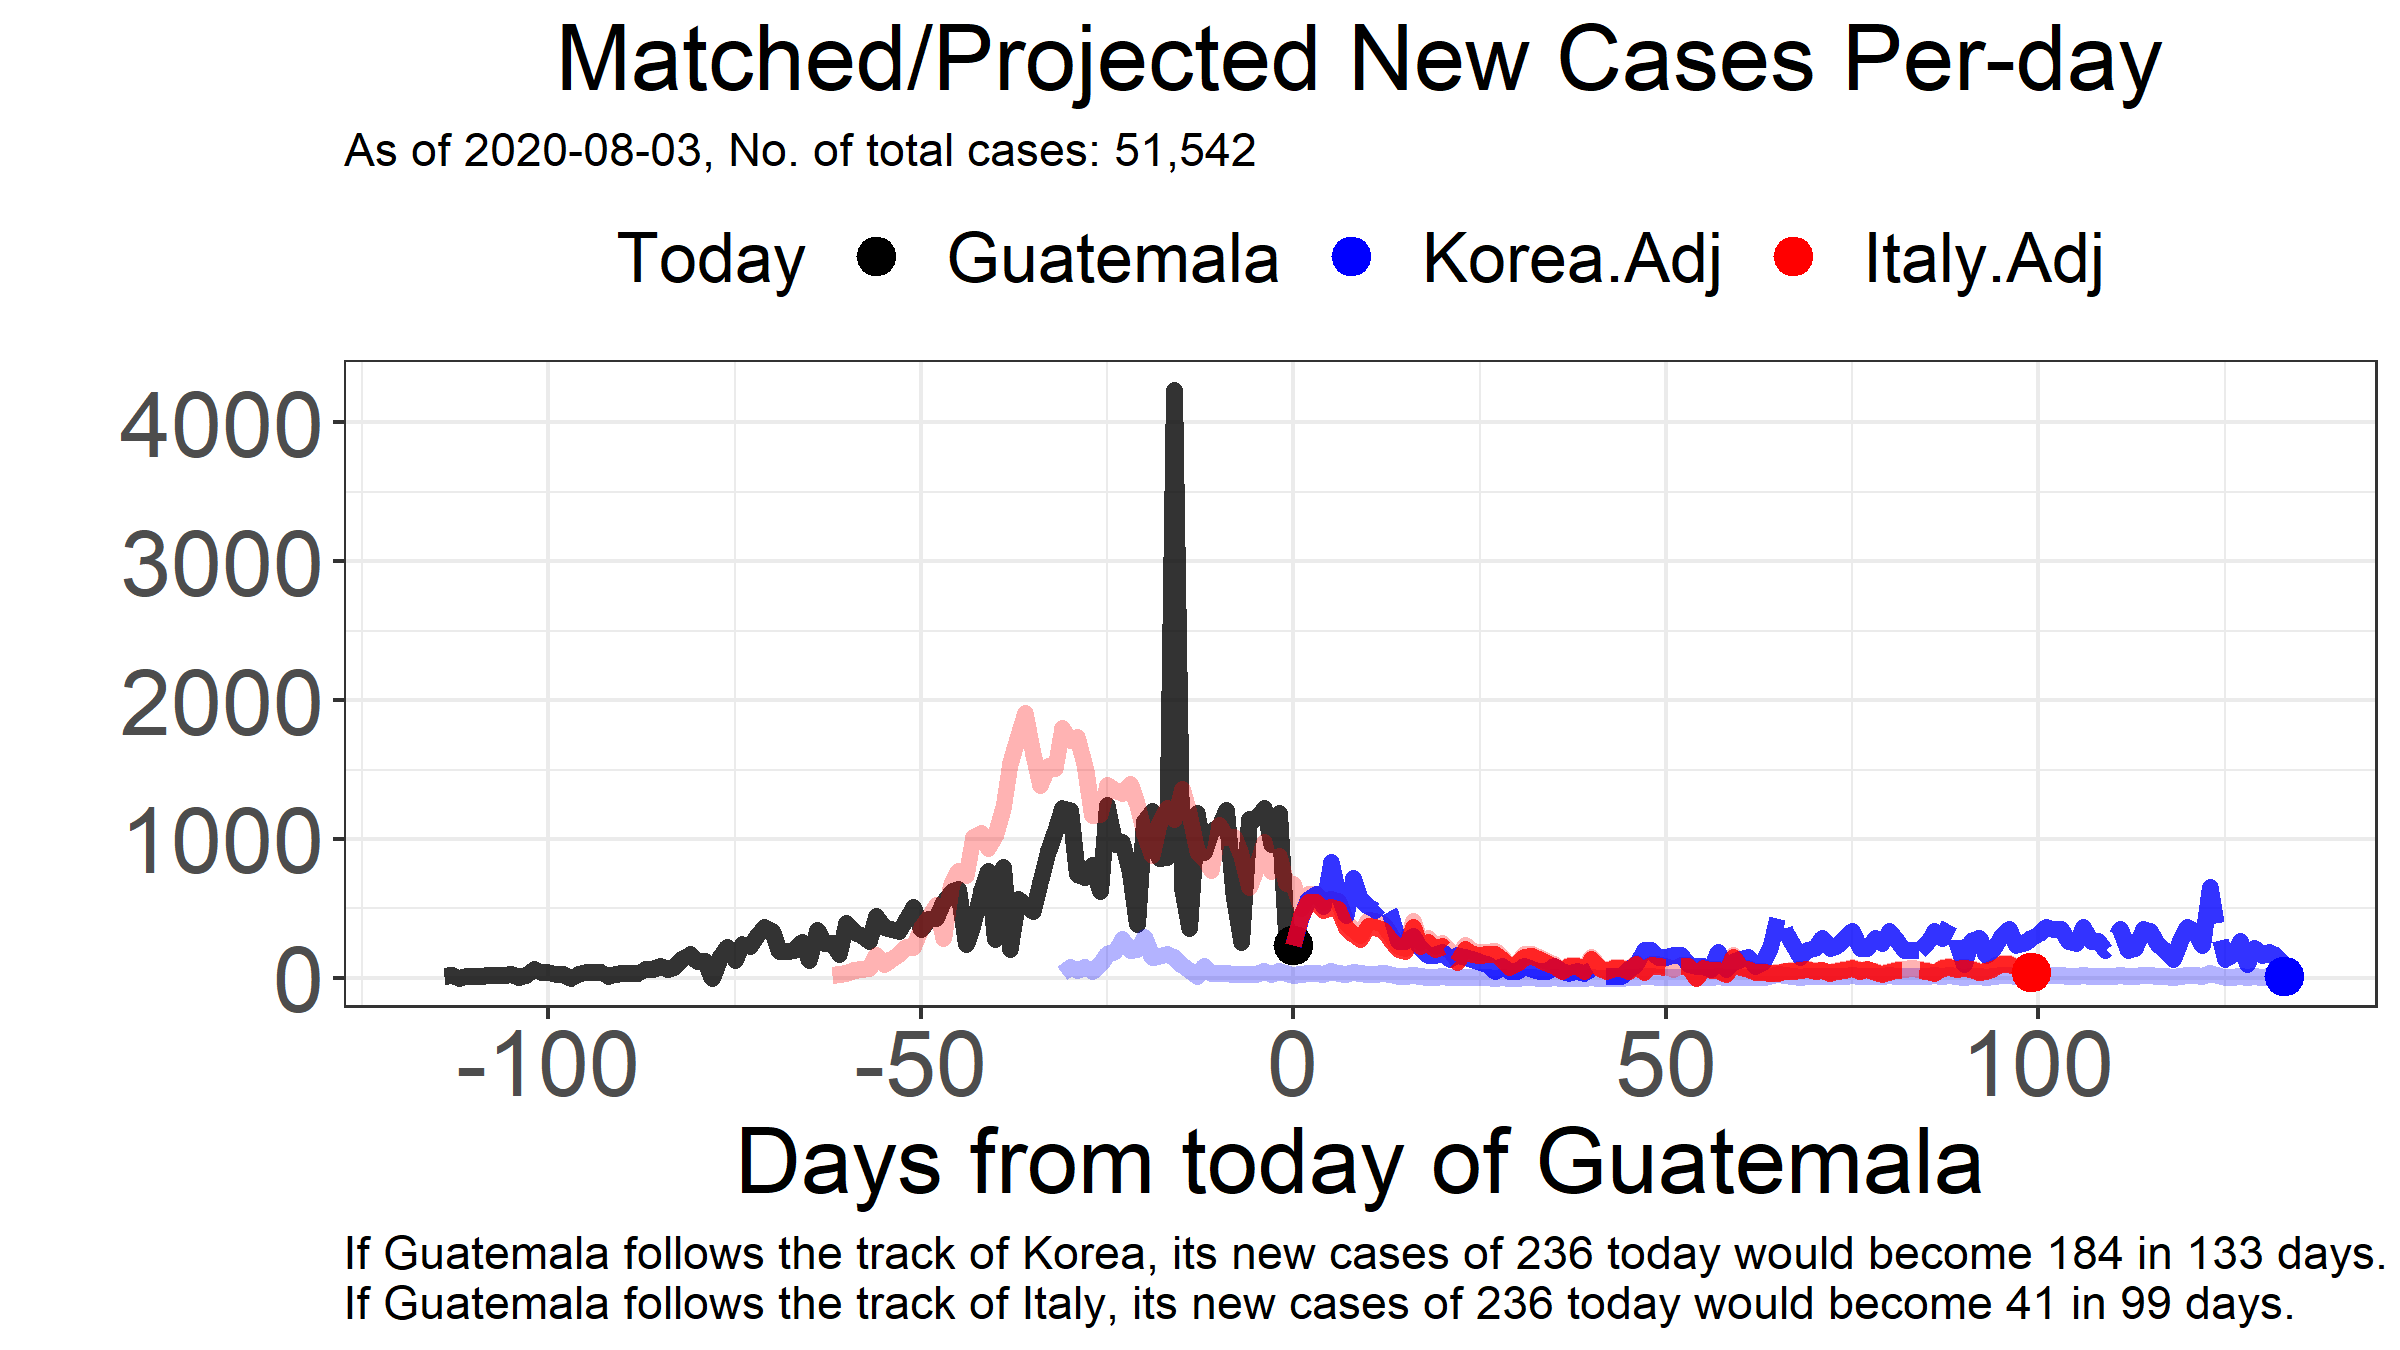 Matched/Projected New Cases Per-day
As of 2020-08-03, No. of total cases: 51,542
Today Guatemala Korea.Adj Italy.Adj
4000
3000
2000
1000
0
-100 -50 0 50 100
Days from today of Guatemala
If Guatemala follows the track of Korea, its new cases of 236 today would become 184 in 133 days.
If Guatemala follows the track of Italy, its new cases of 236 today would become 41 in 99 days.